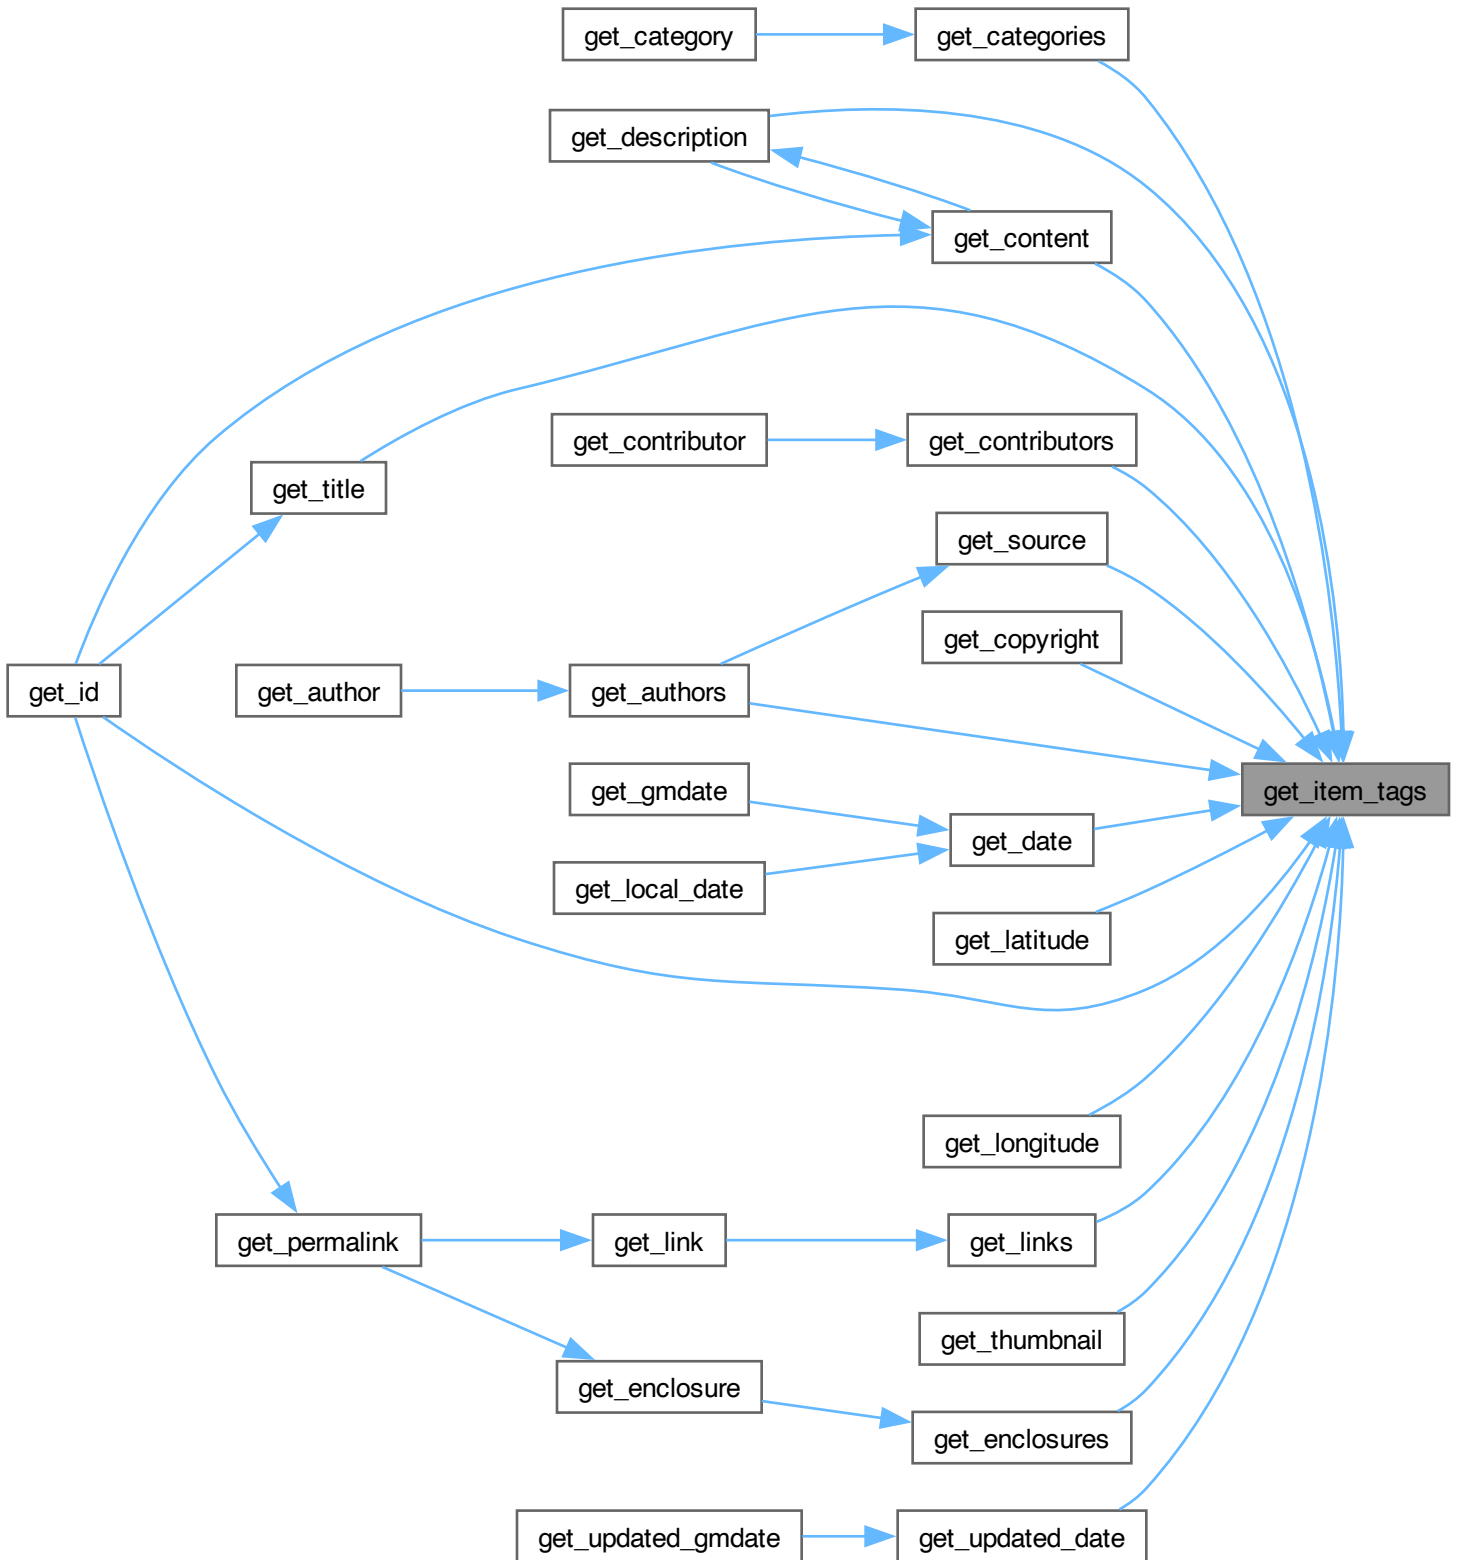 get_category
get_categories
get_description
get_content
get_contributor
get_contributors
get_title
get_source
get_copyright
get_id
get_author
get_authors
get_gmdate
get_item_tags
get_date
get_local_date
get_latitude
get_longitude
get_permalink
get_link
get_links
get_thumbnail
get_enclosure
get_enclosures
get_updated_gmdate
get_updated_date